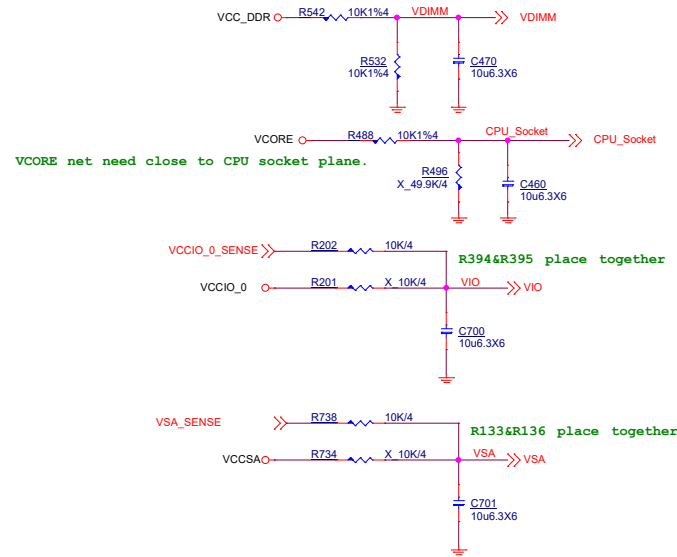 VCC_DDR R542 10K1%4 VDIMM VDIMM
R532
10K1%4
C470
10u6.3X6
VCORE R488 10K1%4 CPU_Socket CPU_Socket
VCORE net need close to CPU socket plane.
R496
X_49.9K/4
C460
10u6.3X6
VCCIO_0_SENSE R202 10K/4
R394&R395 place together
VCCIO_0 R201 X_10K/4 VIO VIO
C700
10u6.3X6
VSA_SENSE R738 10K/4
R133&R136 place together
VCCSA R734 X_10K/4 VSA VSA
C701
10u6.3X6